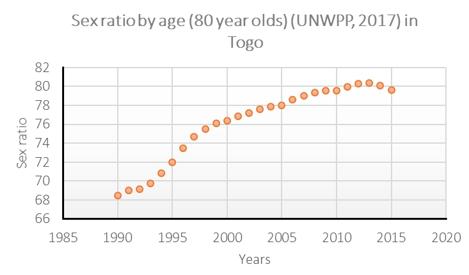 Sex ratio by age (80 year olds) (UNWPP, 2017) in
Togo
82
80
78
76
74
72
70
68
66
1985 1990 1995 2000 2005 2010 2015 2020
Sex ratio
Years